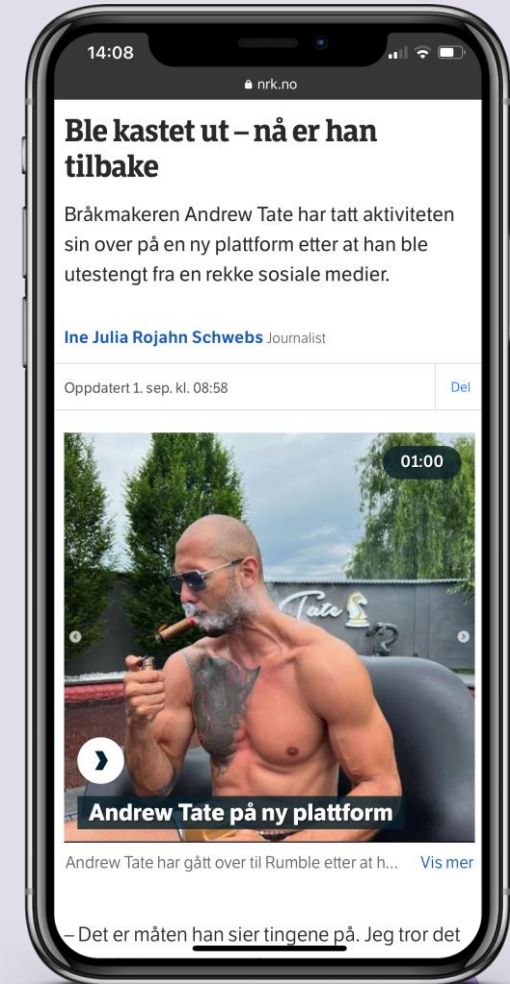 14:08
nrk.no
Ble kastet ut – nå er han
tilbake
Bråkmakeren Andrew Tate har tatt aktiviteten
sin over på en ny plattform etter at han ble
utestengt fra en rekke sosiale medier.
Ine Julia Rojahn Schwebs Journalist
Oppdatert 1. sep. kl. 08:58
Del
01:00
Tate
Andrew Tate på ny plattform
Andrew Tate har gått over til Rumble etter at h... Vis mer
– Det er måten han sier tingene på. Jeg tror det